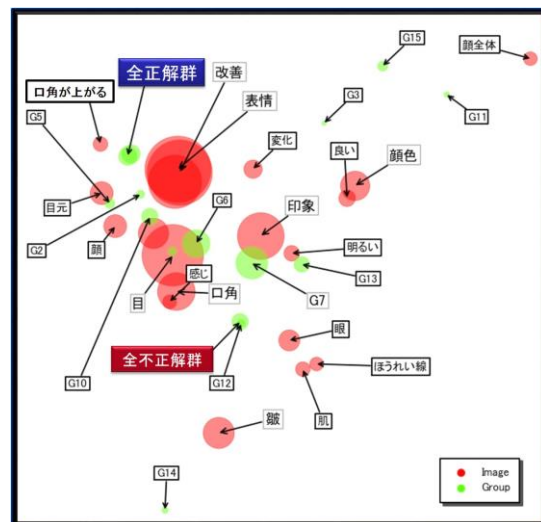 G15
顔全体
改善
全正解群
G3
G11
口角が上がる
表情
G5
変化
良い
顔色
目元
G6
印象
G2
明るい
顔
G13
感じ
目
口角
G7
眼
全不正解群
G10
G12
ほうれい線
肌
皺
G14
Image
Group